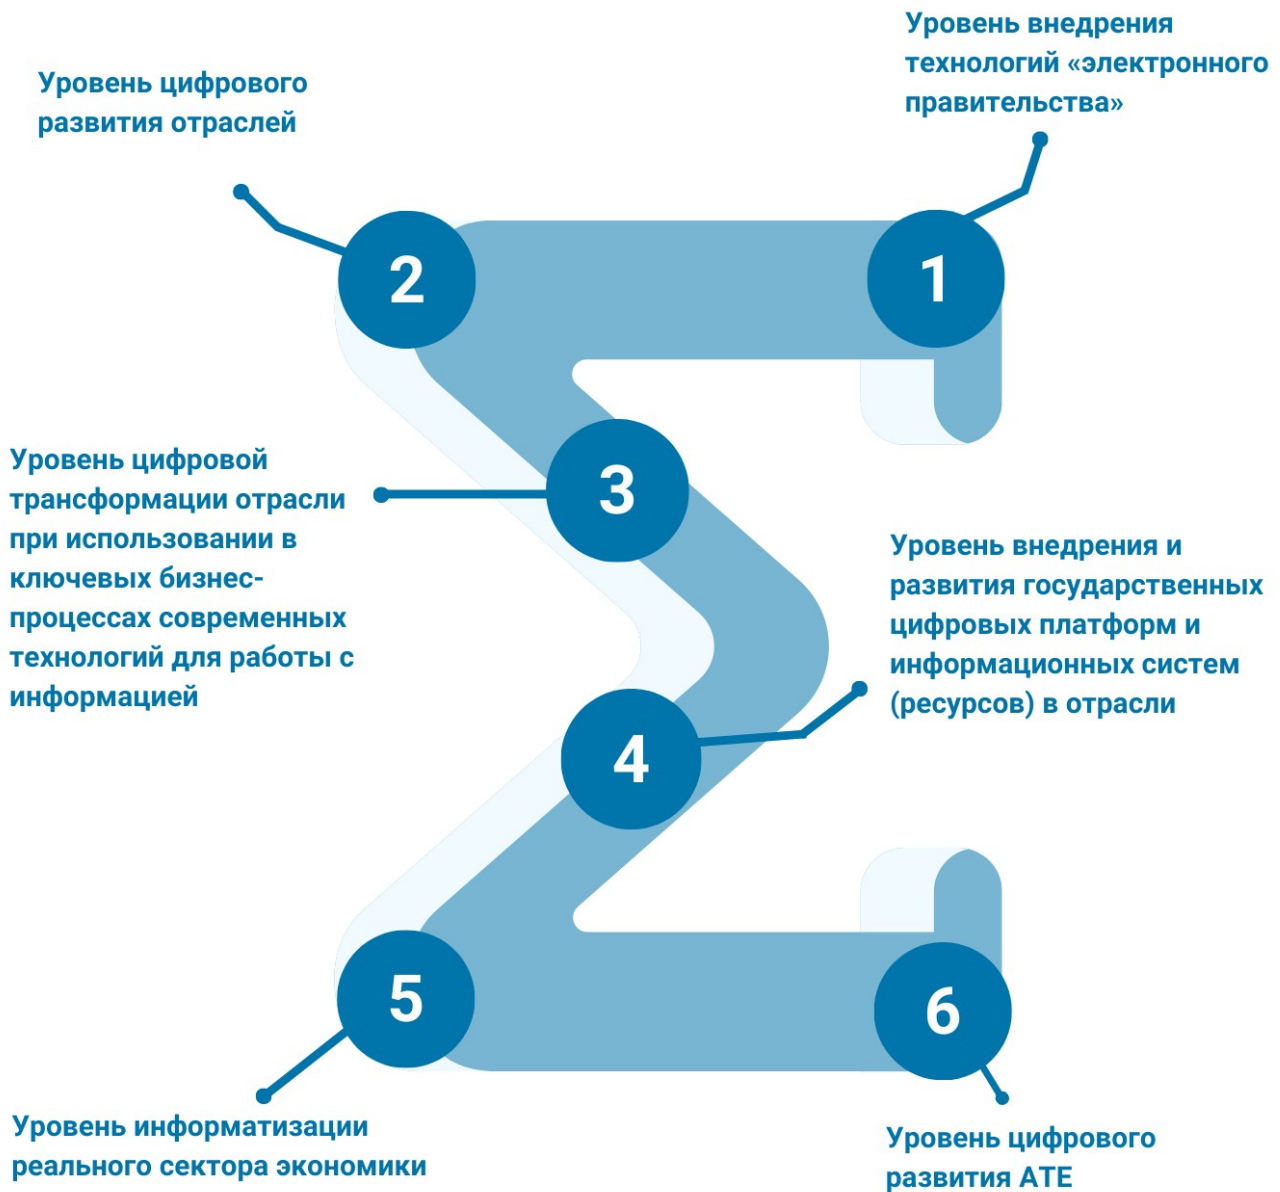 Уровень внедрения
технологий «электронного
правительства»
1
Уровень цифрового
развития отраслей
2
Уровень цифровой
трансформации отрасли
при использовании в
ключевых бизнес-
процессах современных
технологий для работы с
информацией
3
Уровень внедрения и
развития государственных
цифровых платформ и
информационных систем
(ресурсов) в отрасли
4
5
Уровень информатизации
реального сектора экономики
6
Уровень цифрового
развития АТЕ